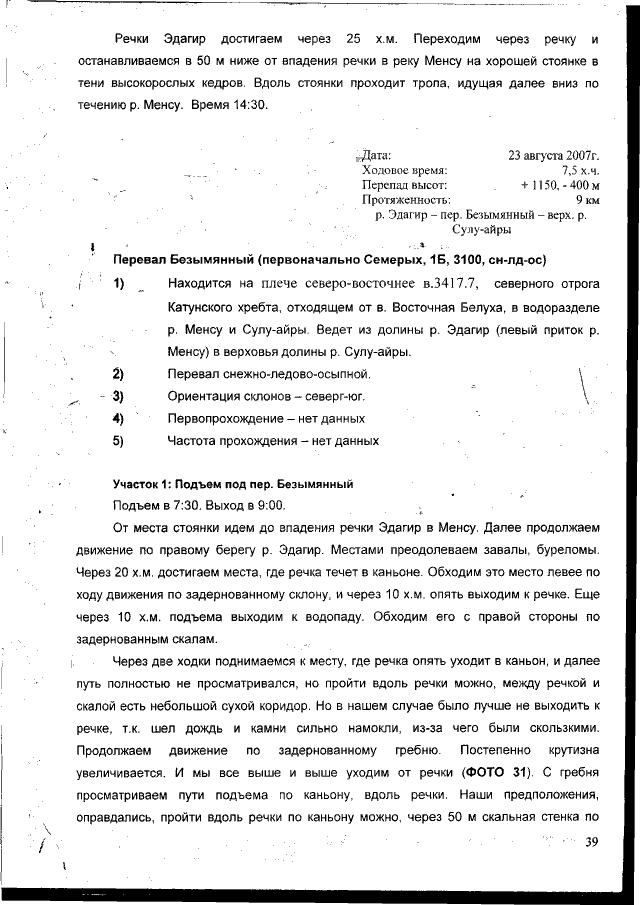 Речки Эдагир достигаем через 25 х.м. Переходим через речку и
останавливаемся в 50 м ниже от впадения речки в реку Менсу на хорошей стоянке в
тени высокорослых кедров. Вдоль стоянки проходит тропа, идущая далее вниз по
течению р. Менсу. Время 14:30.
Дата: 23 августа 2007г.
Ходовое время: 7,5 х.ч.
Перепад высот: + 1150, - 400 м
Протяженность: 9 км
р. Эдагир – пер. Безымянный – верх. р.
Сулу-айры
Перевал Безымянный (первоначально Семерых, 1Б, 3100, сн-лд-ос)
1) Находится на плече северо-восточнее в.3417.7, северного отрога
Катунского хребта, отходящем от в. Восточная Белуха, в водоразделе
р. Менсу и Сулу-айры. Ведет из долины р. Эдагир (левый приток р.
Менсу) в верховья долины р. Сулу-айры.
2) Перевал снежно-ледово-осыпной.
3) Ориентация склонов – северг-юг.
4) Первопрохождение – нет данных
5) Частота прохождения – нет данных
Участок 1: Подъем под пер. Безымянный
Подъем в 7:30. Выход в 9:00.
От места стоянки идем до впадения речки Эдагир в Менсу. Далее продолжаем
движение по правому берегу р. Эдагир. Местами преодолеваем завалы, буреломы.
Через 20 х.м. достигаем места, где речка течет в каньоне. Обходим это место левее по
ходу движения по задернованному склону, и через 10 х.м. опять выходим к речке. Еще
через 10 х.м. подъема выходим к водопаду. Обходим его с правой стороны по
задернованным скалам.
Через две ходки поднимаемся к месту, где речка опять уходит в каньон, и далее
путь полностью не просматривался, но пройти вдоль речки можно, между речкой и
скалой есть небольшой сухой коридор. Но в нашем случае было лучше не выходить к
речке, т.к. шел дождь и камни сильно намокли, из-за чего были скользкими.
Продолжаем движение по задернованному гребню. Постепенно крутизна
увеличивается. И мы все выше и выше уходим от речки (ФОТО 31). С гребня
просматриваем пути подъема по каньону, вдоль речки. Наши предположения,
оправдались, пройти вдоль речки по каньону можно, через 50 м скальная стенка по
39